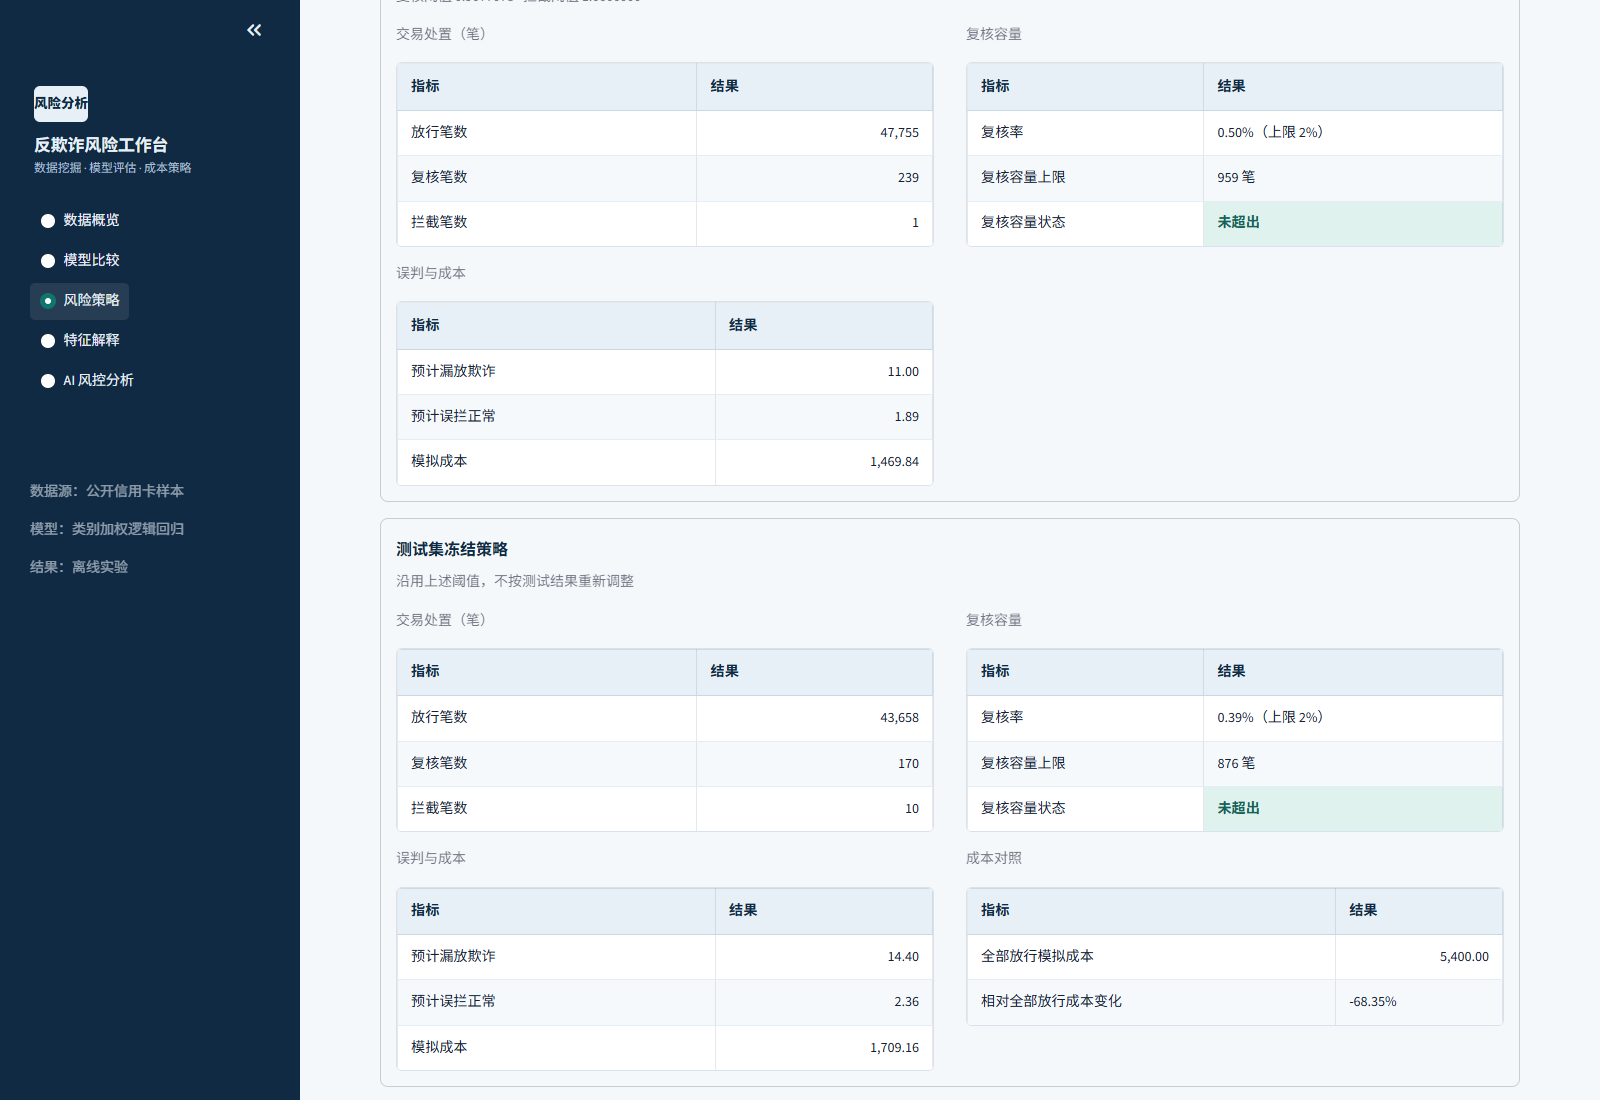 风险分析
反欺诈风险工作台
数据挖掘 · 模型评估 · 成本策略
数据概览
模型比较
风险策略
特征解释
AI 风控分析
数据源：公开信用卡样本
模型：类别加权逻辑回归
结果：离线实验
交易处置（笔）
指标 结果
放行笔数 47,755
复核笔数 239
拦截笔数 1
复核容量
指标 结果
复核率 0.50%（上限 2%）
复核容量上限 959 笔
复核容量状态 未超出
误判与成本
指标 结果
预计漏放欺诈 11.00
预计误拦正常 1.89
模拟成本 1,469.84
测试集冻结策略
沿用上述阈值，不按测试结果重新调整
交易处置（笔）
指标 结果
放行笔数 43,658
复核笔数 170
拦截笔数 10
复核容量
指标 结果
复核率 0.39%（上限 2%）
复核容量上限 876 笔
复核容量状态 未超出
误判与成本
指标 结果
预计漏放欺诈 14.40
预计误拦正常 2.36
模拟成本 1,709.16
成本对照
指标 结果
全部放行模拟成本 5,400.00
相对全部放行成本变化 -68.35%